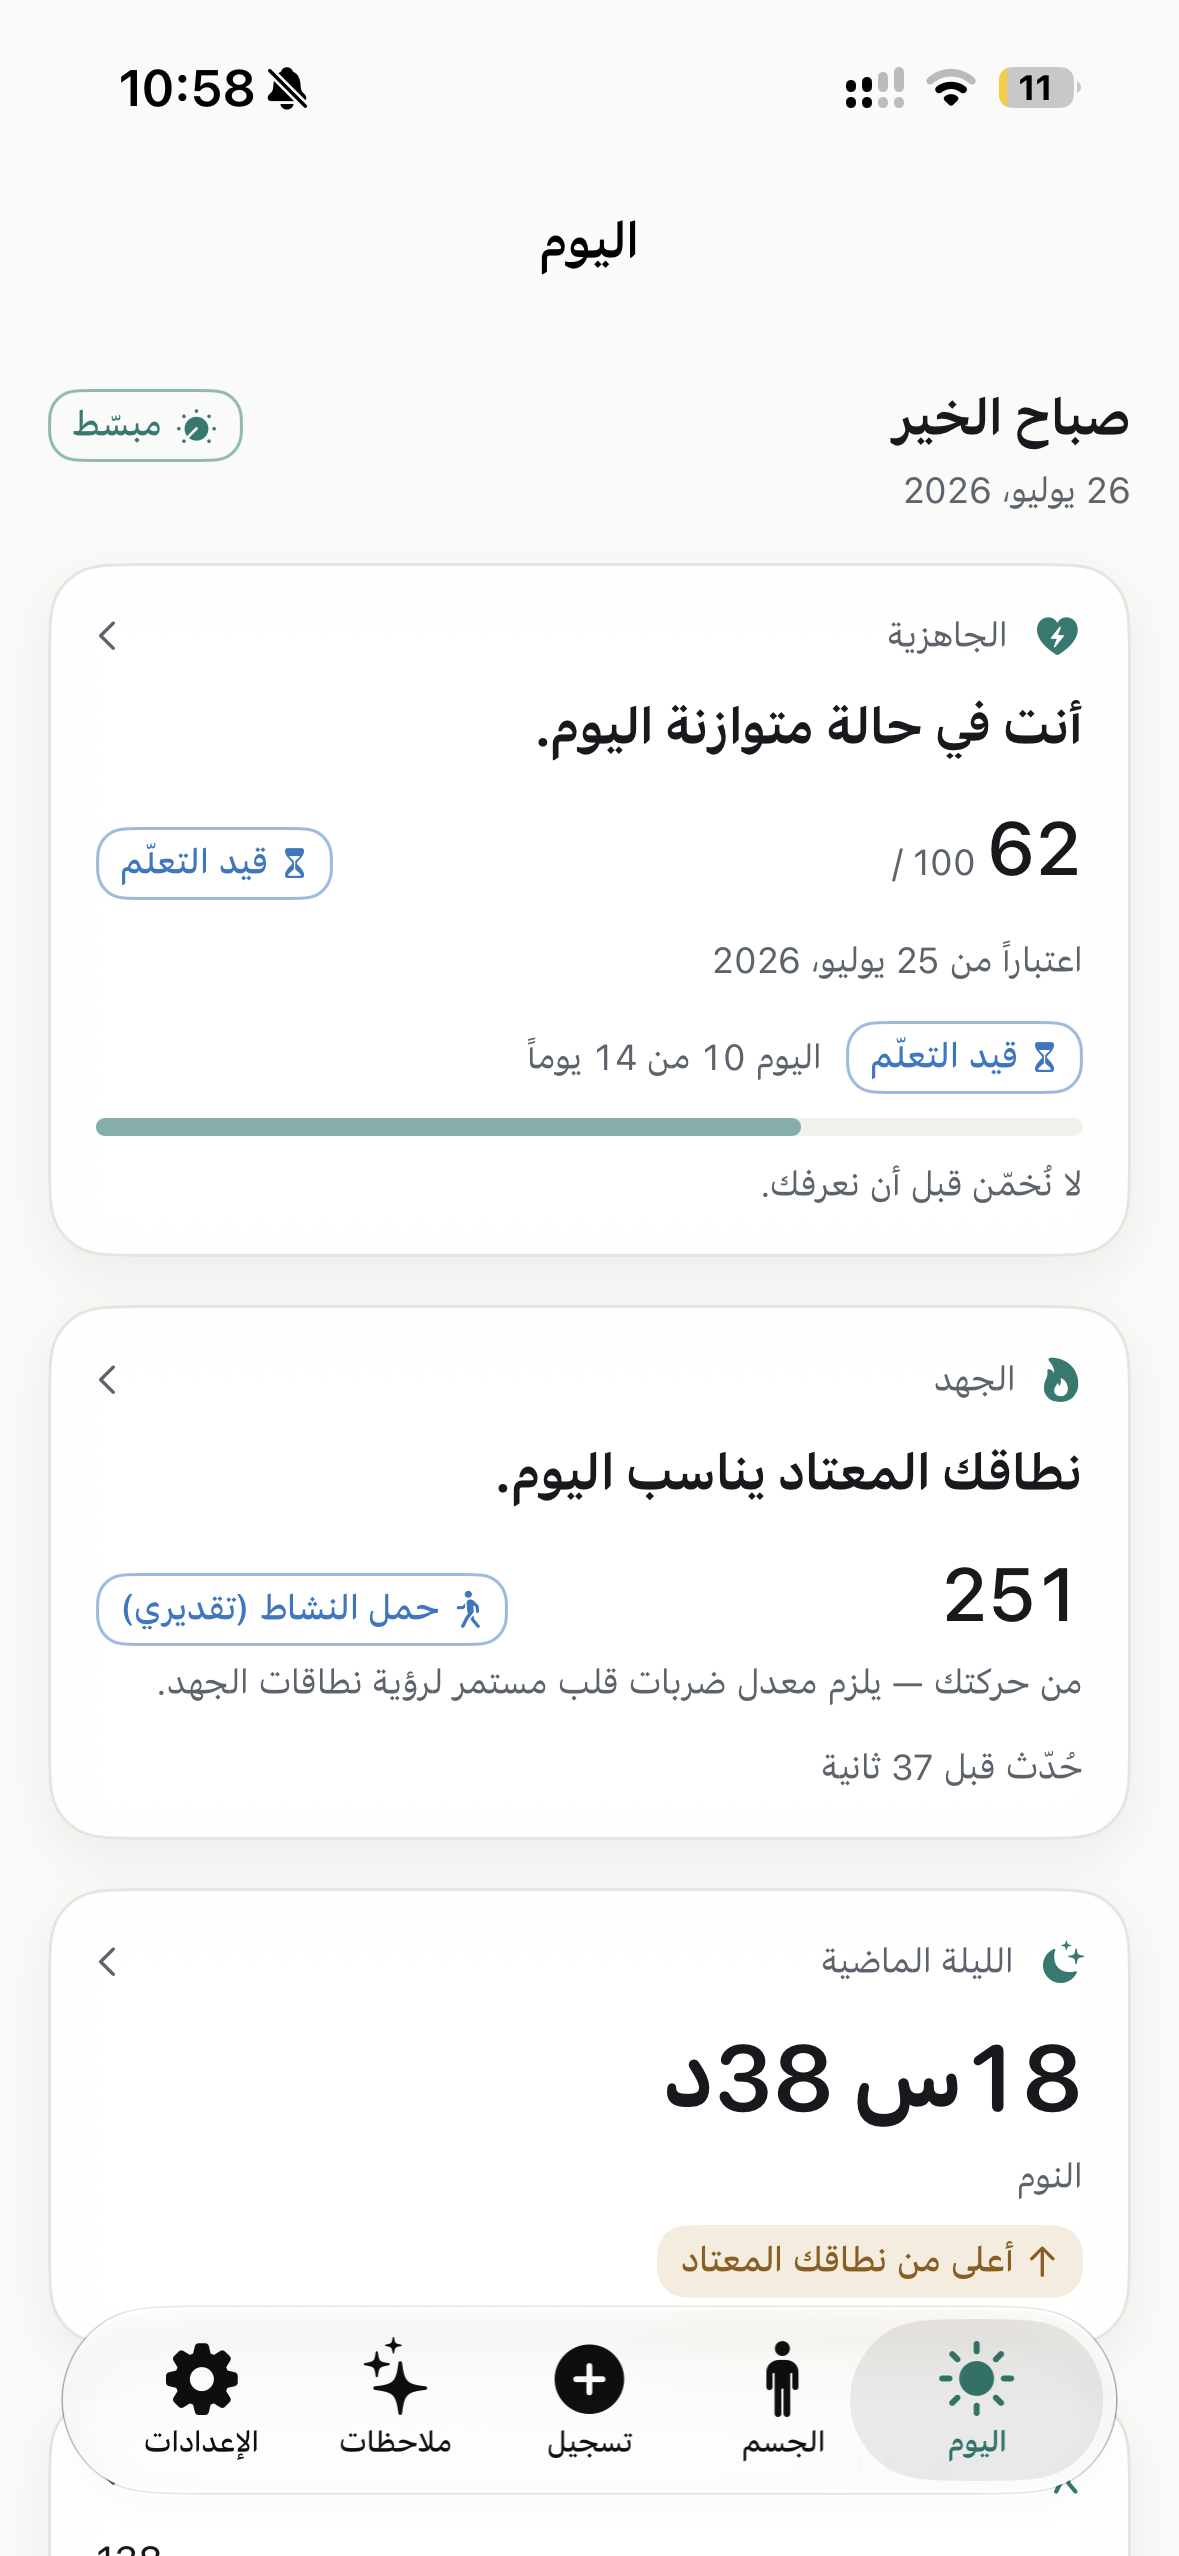 10:58
11
اليوم
صباح الخير
مبسّط
26 يوليو، 2026
الجاهزية
أنت في حالة متوازنة اليوم.
62 / 100
قيد التعلّم
اعتباراً من 25 يوليو، 2026
قيد التعلّم
اليوم 10 من 14 يوماً
لا نُخمّن قبل أن نعرفك.
الجهد
نطاقك المعتاد يناسب اليوم.
251
حمل النشاط (تقديري)
من حركتك — يلزم معدل ضربات قلب مستمر لرؤية نطاقات الجهد.
حُدّث قبل 37 ثانية
الليلة الماضية
18س 38د
النوم
أعلى من نطاقك المعتاد
اليوم
الجسم
تسجيل
ملاحظات
الإعدادات